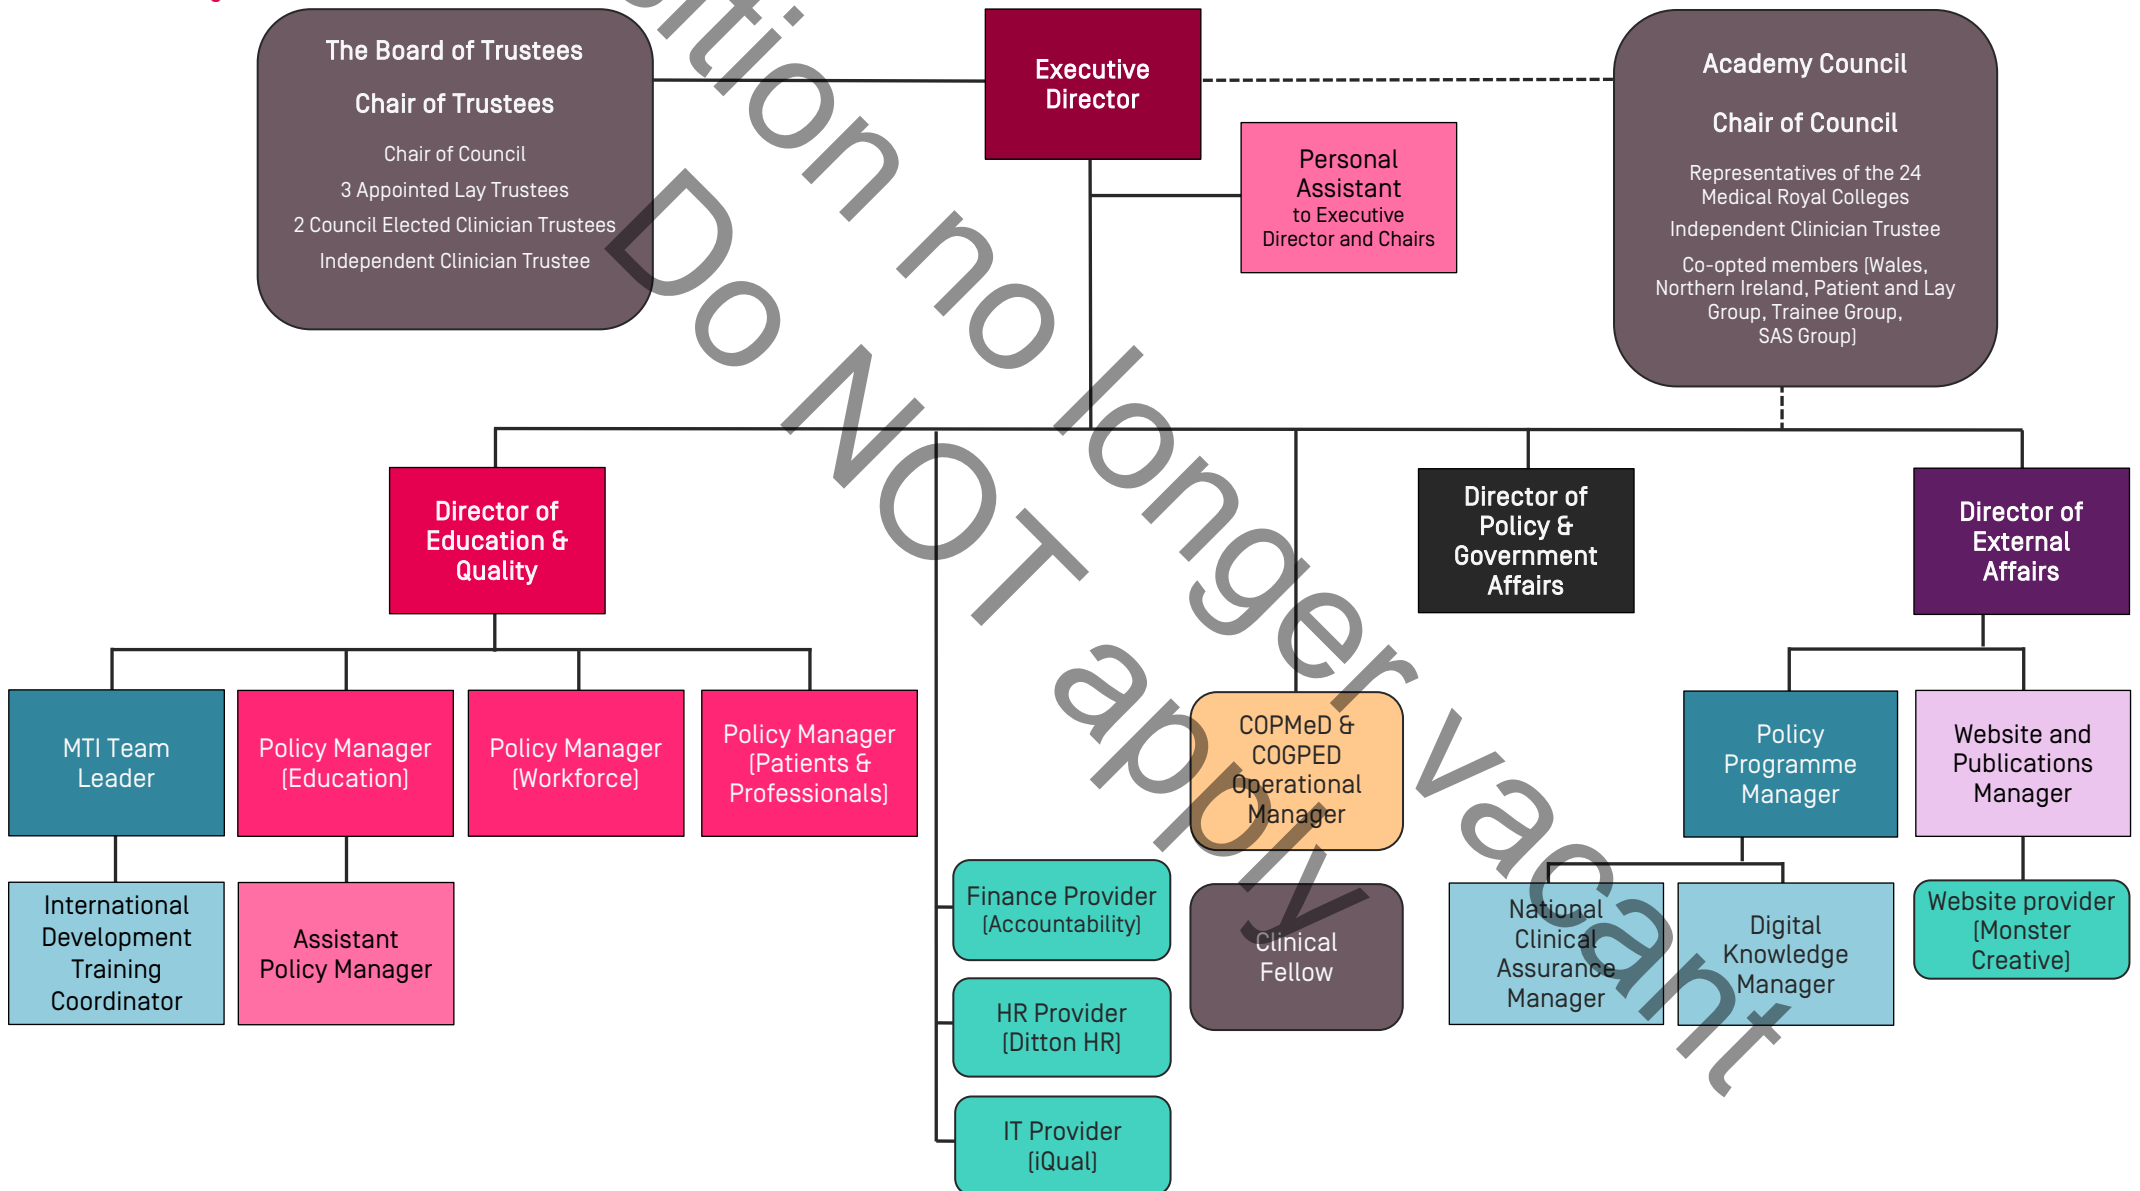 The Board of Trustees
Chair of Trustees
Chair of Council
3 Appointed Lay Trustees
2 Council Elected Clinician Trustees
Independent Clinician Trustee
Executive
Director
Personal
Assistant
to Executive
Director and Chairs
Academy Council
Chair of Council
Representatives of the 24
Medical Royal Colleges
Independent Clinician Trustee
Co-opted members (Wales,
Northern Ireland, Patient and Lay
Group, Trainee Group,
SAS Group)
Director of
Education &
Quality
Director of
Policy &
Government
Affairs
Director of
External
Affairs
MTI Team
Leader
Policy Manager
(Education)
Policy Manager
(Workforce)
Policy Manager
(Patients &
Professionals)
COPMeD &
COGPED
Operational
Manager
Policy
Programme
Manager
Website and
Publications
Manager
International
Development
Training
Coordinator
Assistant
Policy Manager
Finance Provider
(Accountability)
HR Provider
(Ditton HR)
IT Provider
(iQual)
Clinical
Fellow
National
Clinical
Assurance
Manager
Digital
Knowledge
Manager
Website provider
(Monster
Creative)
no longer vacant
Do NOT apply